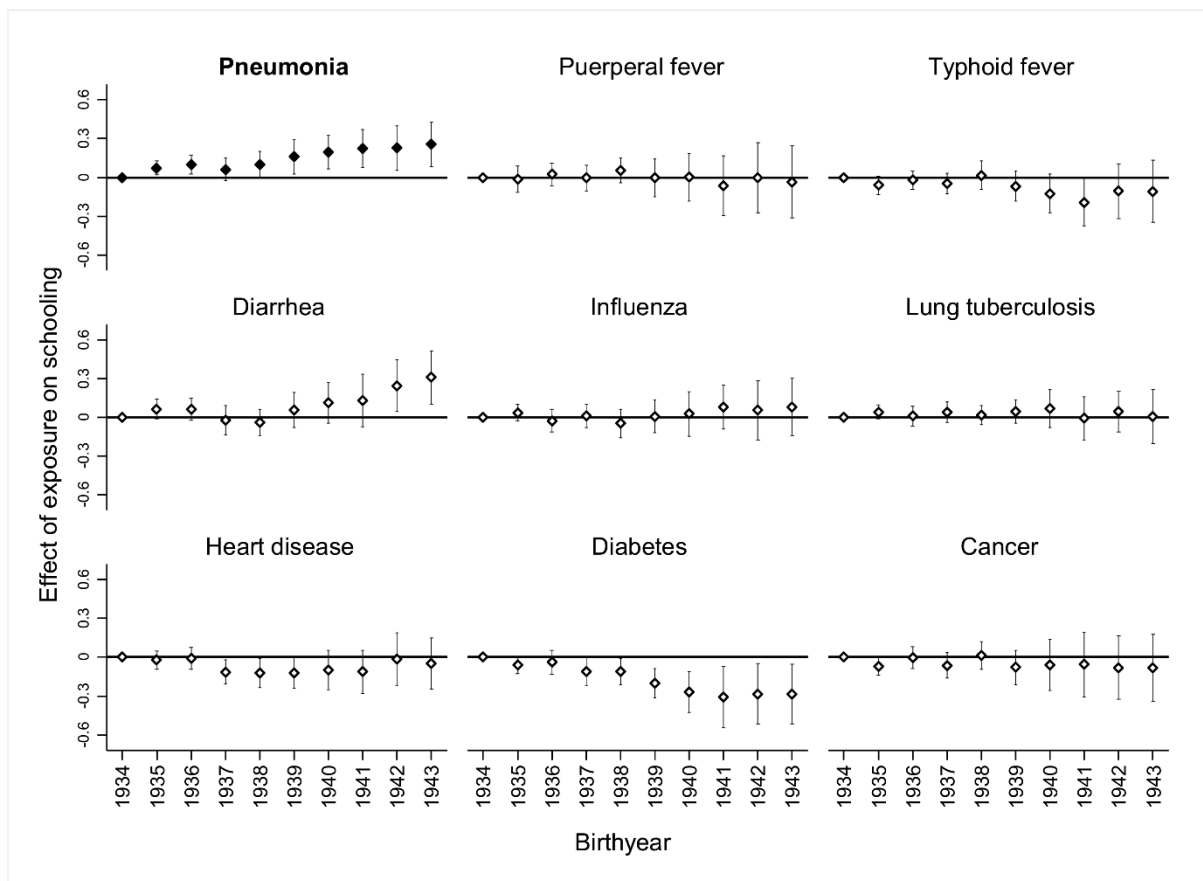 Pneumonia
Puerperal fever
Typhoid fever
0.6
0.3
0
-0.3
-0.6
Diarrhea
Influenza
Lung tuberculosis
0.6
0.3
0
-0.3
-0.6
Heart disease
Diabetes
Cancer
0.6
0.3
0
-0.3
-0.6
Effect of exposure on schooling
1934 1935 1936 1937 1938 1939 1940 1941 1942 1943
1934 1935 1936 1937 1938 1939 1940 1941 1942 1943
1934 1935 1936 1937 1938 1939 1940 1941 1942 1943
Birthyear